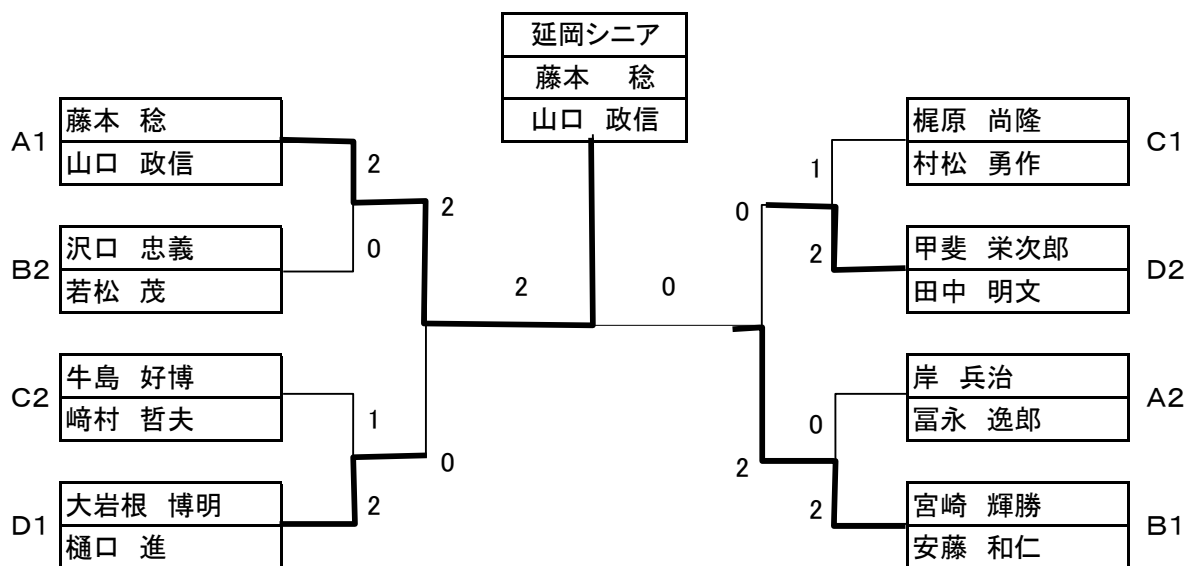 延岡シニア
藤本 稔
山口 政信
A1
藤本 稔
山口 政信
2
2
B2
沢口 忠義
若松 茂
0
C2
牛島 好博
﨑村 哲夫
1
0
D1
大岩根 博明
樋口 進
2
2
0
梶原 尚隆
村松 勇作
C1
1
0
甲斐 栄次郎
田中 明文
D2
2
岸 兵治
冨永 逸郎
A2
0
2
宮崎 輝勝
安藤 和仁
B1
2